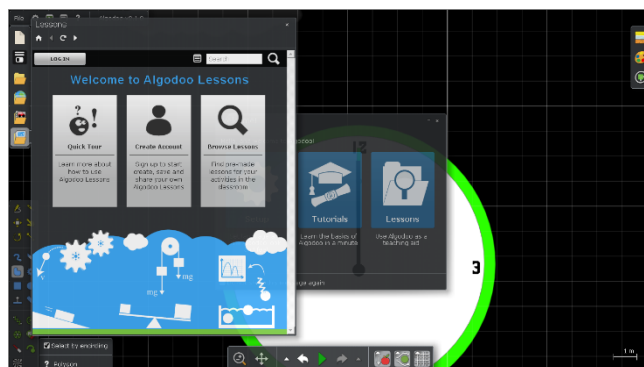 File
Lessons
LOG IN
Search
Welcome to Algodoo Lessons
Quick Tour
Learn more about
how to use
Algodoo Lessons
Create Account
Sign up to start
create, save and
share your own
Algodoo Lessons
Browse Lessons
Find pre-made
lessons for your
activities in the
classroom
mg
mg
12
3
Tutorials
Learn the basics of
Algodoo in a minute
Lessons
Use Algodoo as a
teaching aid
again
Select by encircling
Polygon
1 m